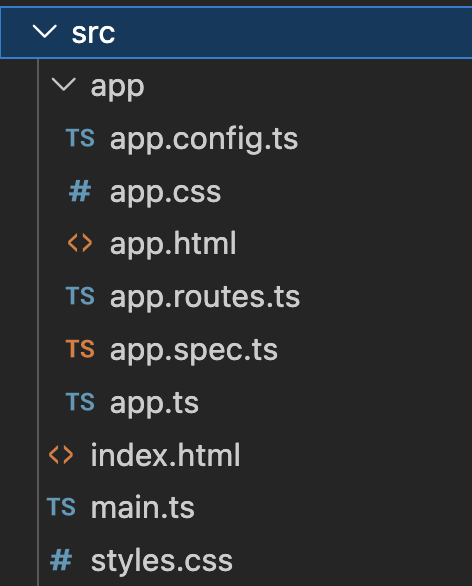 src
app
TS app.config.ts
# app.css
<> app.html
TS app.routes.ts
TS app.spec.ts
TS app.ts
<> index.html
TS main.ts
# styles.css